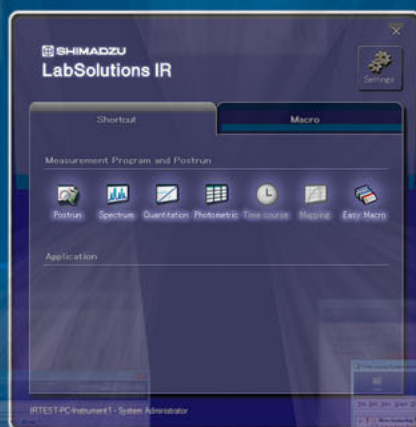 SHIMADZU
LabSolutions IR
Settings
Shortcut
Macro
Measurement Program and Postrun
Postrun Spectrum Quantitation Photometric Time course Mapping Easy Macro
Application
IRTEST-PC-Instrument1 - System Administrator